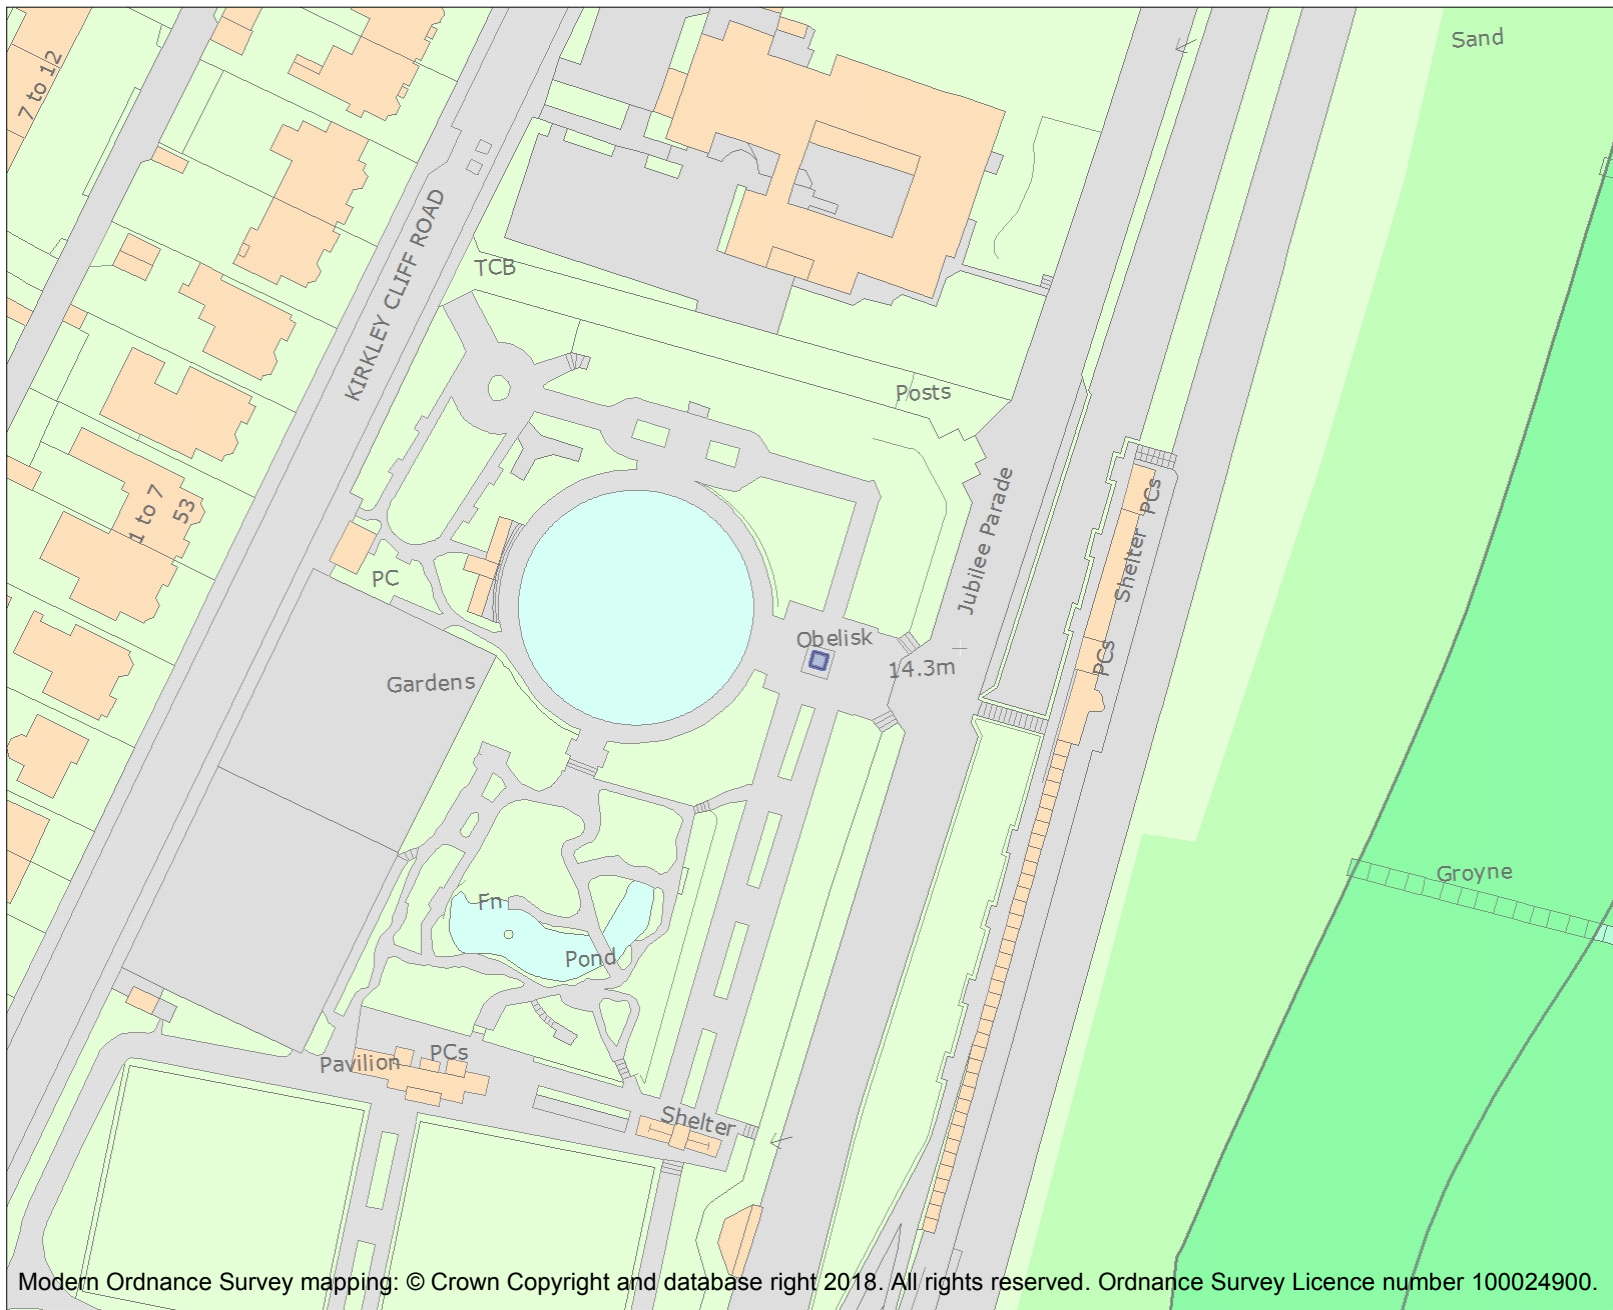 Sand
7 to 12
KIRKLEY CLIFF ROAD
TCB
Posts
1 to 7
53
Jubilee Parade
PCs
Shelter
PCs
PC
Obelisk
14.3m
Gardens
Groyne
Fn
Pond
Pavilion
PCs
Shelter
Modern Ordnance Survey mapping: © Crown Copyright and database right 2018. All rights reserved. Ordnance Survey Licence number 100024900.